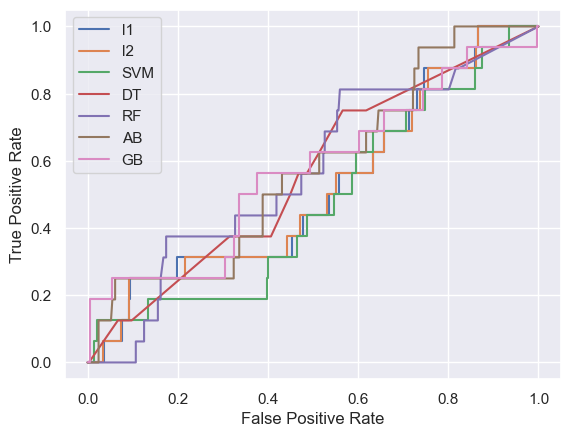 l1
l2
SVM
DT
RF
AB
GB
True Positive Rate
1.0
0.8
0.6
0.4
0.2
0.0
0.0 0.2 0.4 0.6 0.8 1.0
False Positive Rate